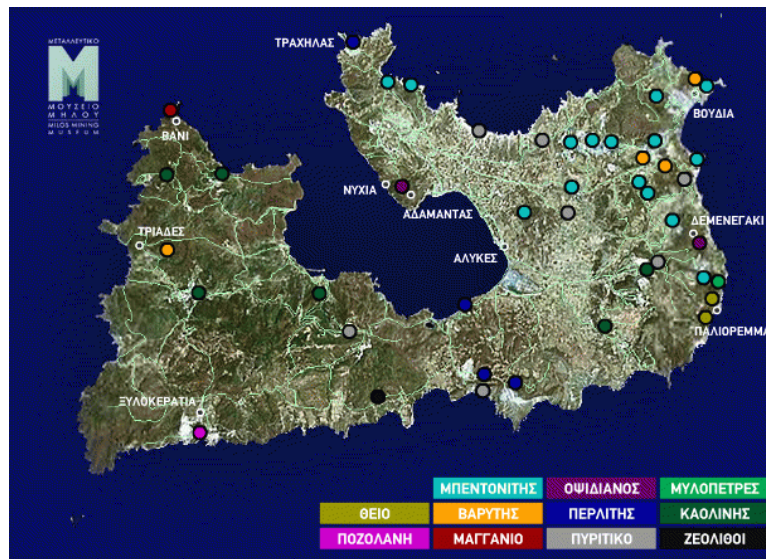 ΜΕΤΑΛΛΕΥΤΙΚΟ
ΜΟΥΣΕΙΟ
ΜΗΛΟΥ
MILOS MINING
MUSEUM
ΤΡΑΧΗΛΑΣ
ΒΟΥΔΙΑ
ΒΑΝΙ
ΝΥΧΙΑ
ΑΔΑΜΑΝΤΑΣ
ΔΕΜΕΝΕΓΑΚΙ
ΤΡΙΑΔΕΣ
ΑΛΥΚΕΣ
ΠΑΛΙΟΡΕΜΜΑ
ΞΥΛΟΚΕΡΑΤΙΑ
ΜΠΕΝΤΟΝΙΤΗΣ ΟΨΙΔΙΑΝΟΣ ΜΥΛΟΠΕΤΡΕΣ
ΘΕΙΟ ΒΑΡΥΤΗΣ ΠΕΡΛΙΤΗΣ ΚΑΟΛΙΝΗΣ
ΠΟΖΟΛΑΝΗ ΜΑΓΓΑΝΙΟ ΠΥΡΙΤΙΚΟ ΖΕΟΛΙΘΟΙ